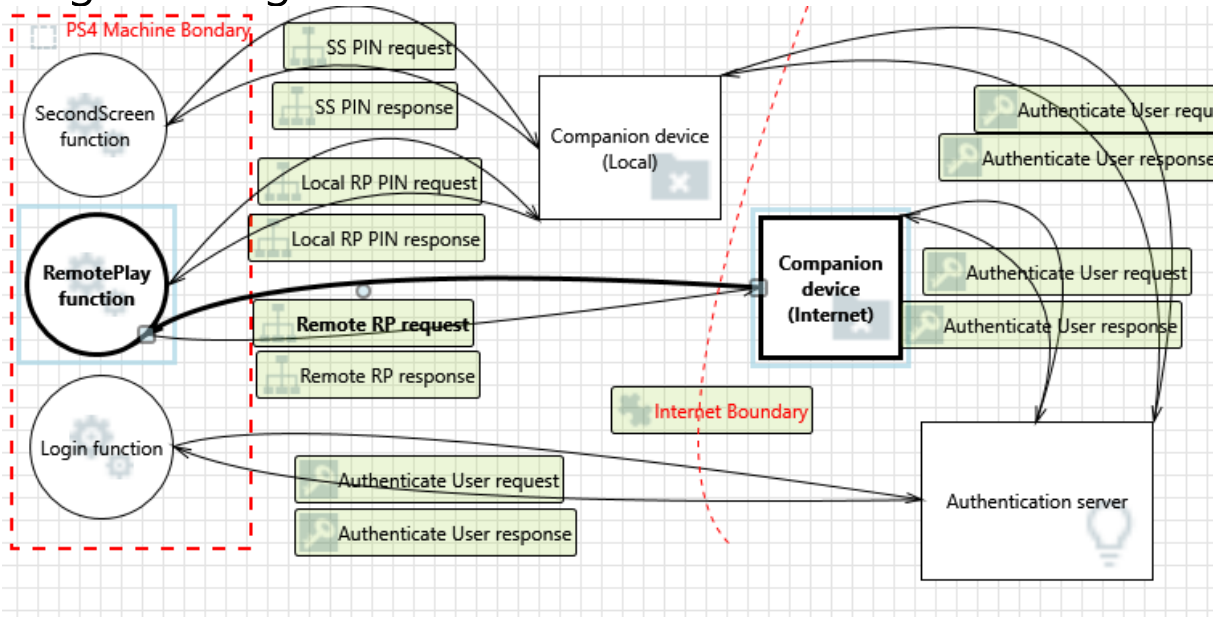 PS4 Machine Bondary
SS PIN request
SecondScreen
function
SS PIN response
Companion device
(Local)
Authenticate User requ
Authenticate User response
Local RP PIN request
Local RP PIN response
RemotePlay
function
Companion
device
(Internet)
Authenticate User request
Authenticate User response
Remote RP request
Remote RP response
Internet Boundary
Login function
Authenticate User request
Authenticate User response
Authentication server